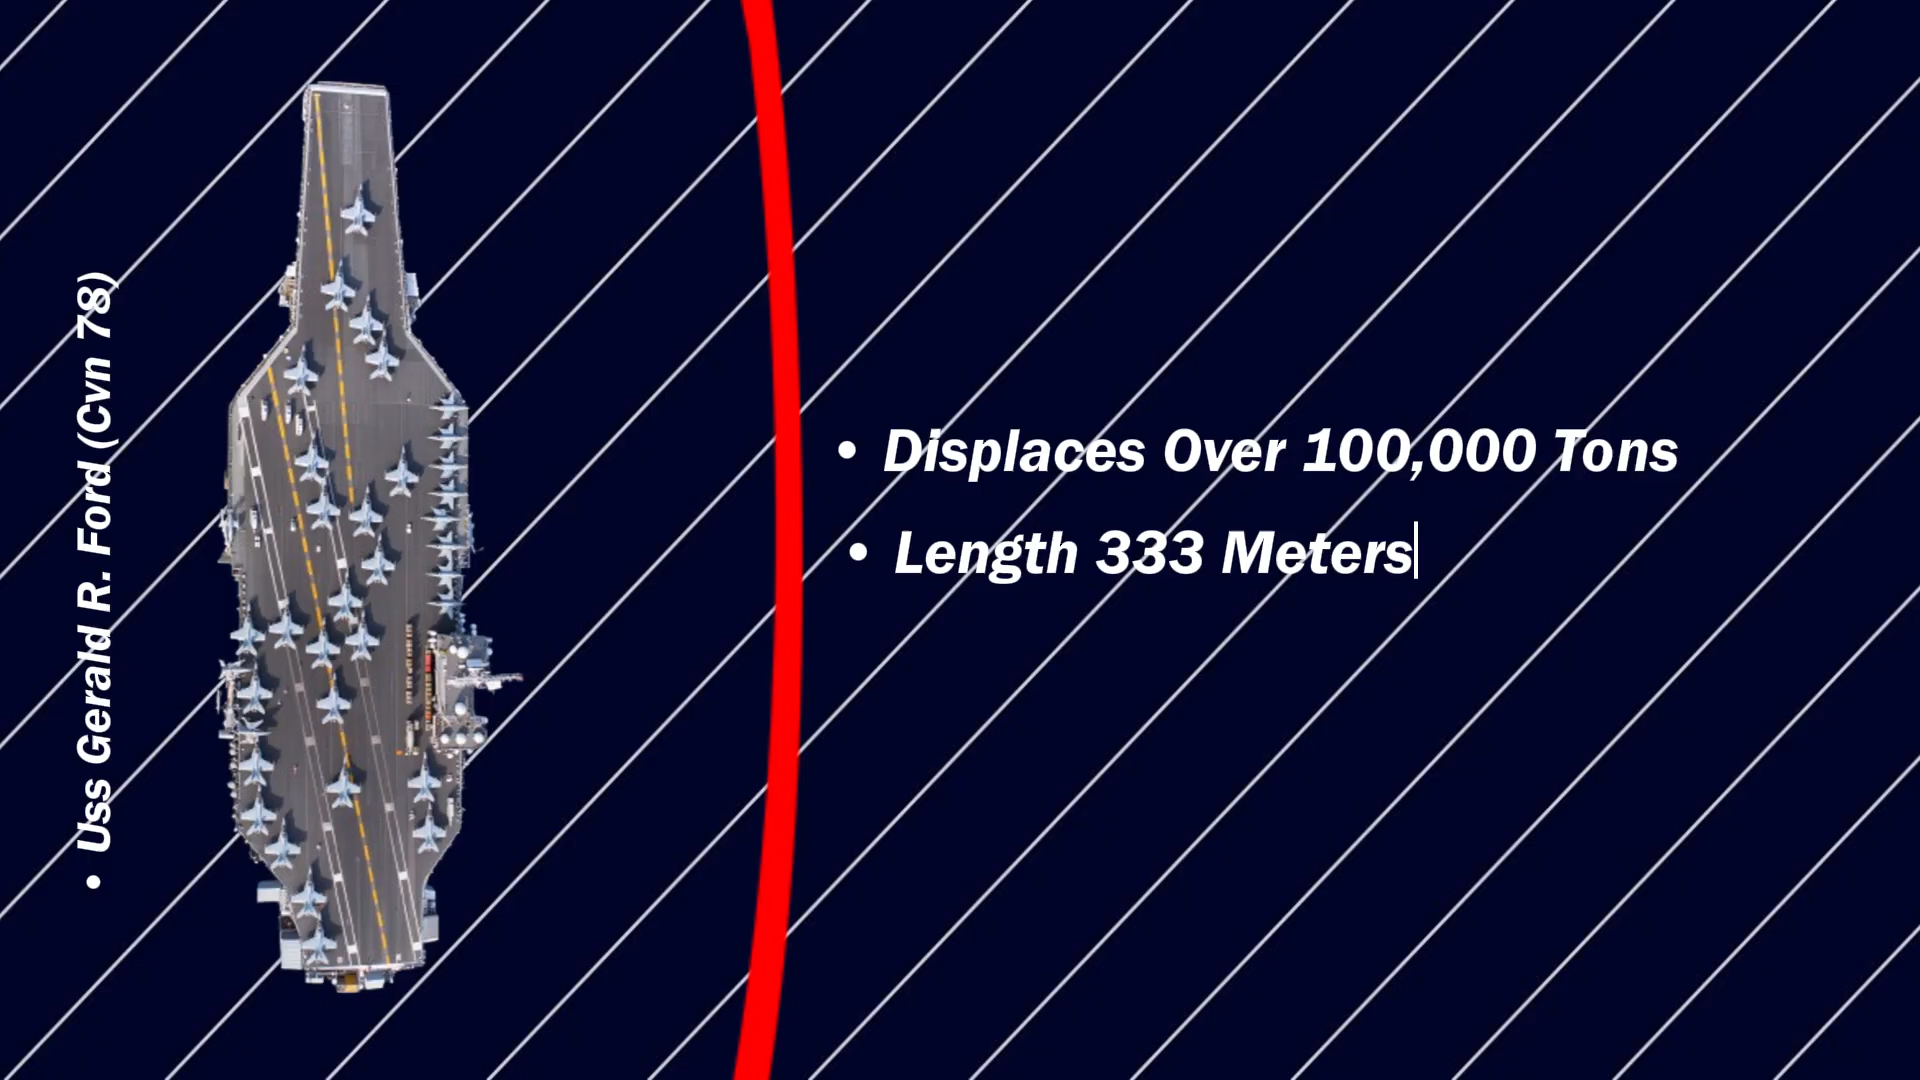 • Uss Gerald R. Ford (Cvn 78)
• Displaces Over 100,000 Tons
• Length 333 Meters